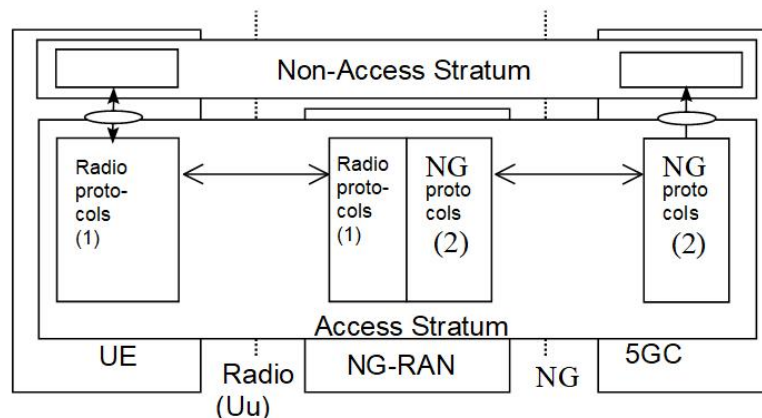 Non-Access Stratum
Radio
proto-
cols
(1)
Radio
proto-
cols
(1)
NG
proto
cols
(2)
NG
proto
cols
(2)
Access Stratum
UE
Radio
(Uu)
NG-RAN
NG
5GC